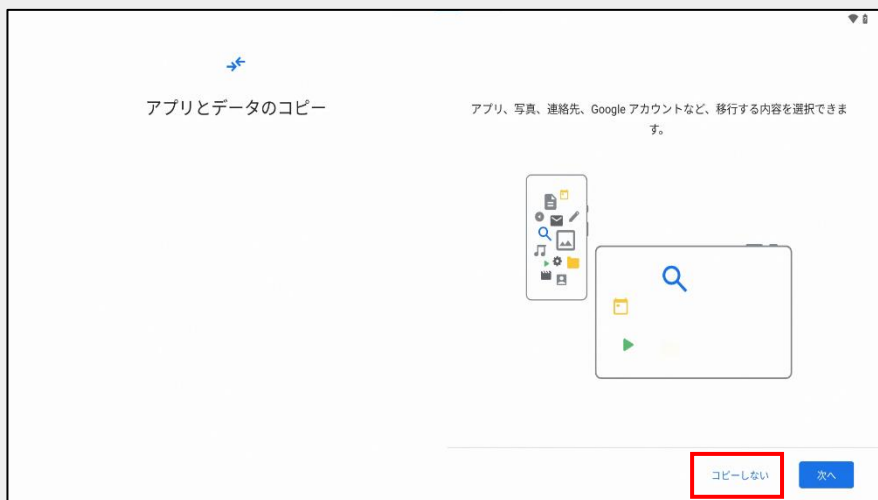 アプリとデータのコピー
アプリ、写真、連絡先、Google アカウントなど、移行する内容を選択できま
す。
コピーしない
次へ